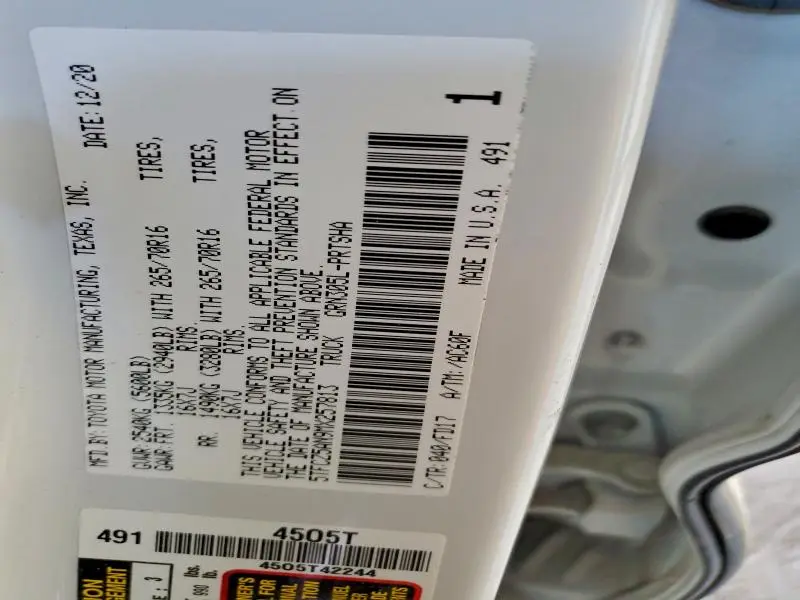 MFD.BY:TOYOTA MOTOR MANUFACTURING, TEXAS, INC. DATE: 12/20
GVWR:2540KG (5600LB)
GAWR: FRT. 1335KG (2940LB) WITH 265/70R16 TIRES,
16X7J RIMS.
RR. 1490KG (3280LB) WITH 265/70R16 TIRES,
16X7J RIMS.
THIS VEHICLE CONFORMS TO ALL APPLICABLE FEDERAL MOTOR
VEHICLE SAFETY AND THEFT PREVENTION STANDARDS IN EFFECT ON
THE DATE OF MANUFACTURE SHOWN ABOVE.
5TFCZ5AN9MX257813 TRUCK GRN305L-PRTSHA
C/TR:040/FD17 A/TM:/AC60F MADE IN U.S.A. 491
1
491 4505T
4505T42244